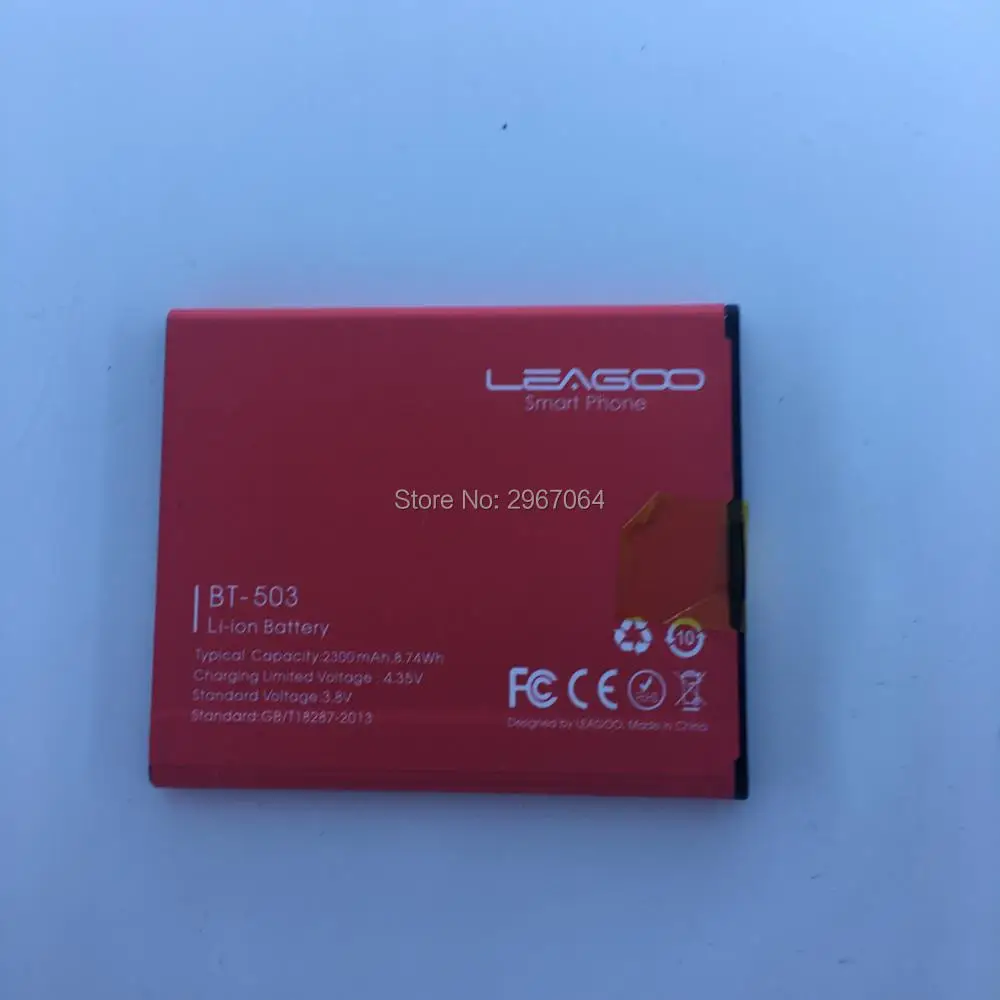 LEAGOO
Smart Phone
Store No: 2967064
BT-503
Li-ion Battery
Typical Capacity:2300mAh,8.74Wh
Charging Limited Voltage : 4.35V
Standard Voltage:3.8V
Standard:GB/T18287-2013
10
FC CE
Designed by LEAGOO, Made in China